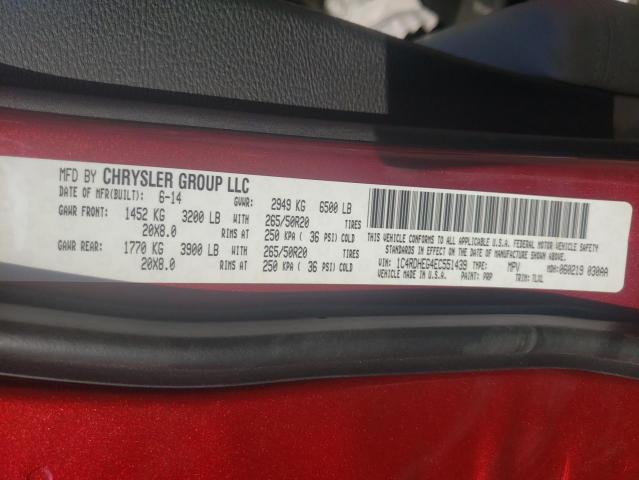 MFD BY CHRYSLER GROUP LLC
DATE OF MFR(BUILT): 6-14 GVWR: 2949 KG 6500 LB
GAWR FRONT: 1452 KG 3200 LB WITH 265/50R20 TIRES
20X8.0 RIMS AT 250 KPA ( 36 PSI) COLD
GAWR REAR: 1770 KG 3900 LB WITH 265/50R20 TIRES
20X8.0 RIMS AT 250 KPA ( 36 PSI) COLD
THIS VEHICLE CONFORMS TO ALL APPLICABLE U.S.A. FEDERAL MOTOR VEHICLE SAFETY
STANDARDS IN EFFECT ON THE DATE OF MANUFACTURE SHOWN ABOVE.
VIN: 1C4RDHEG4EC551439 TYPE: MPV MDH:060219 030AA
MADE IN U.S.A. PAINT: PRP TRIM: TLXL